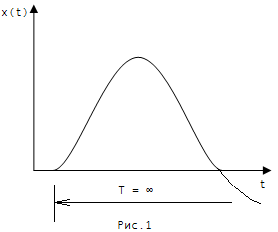 x(t)
t
T = ∞
Рис.1